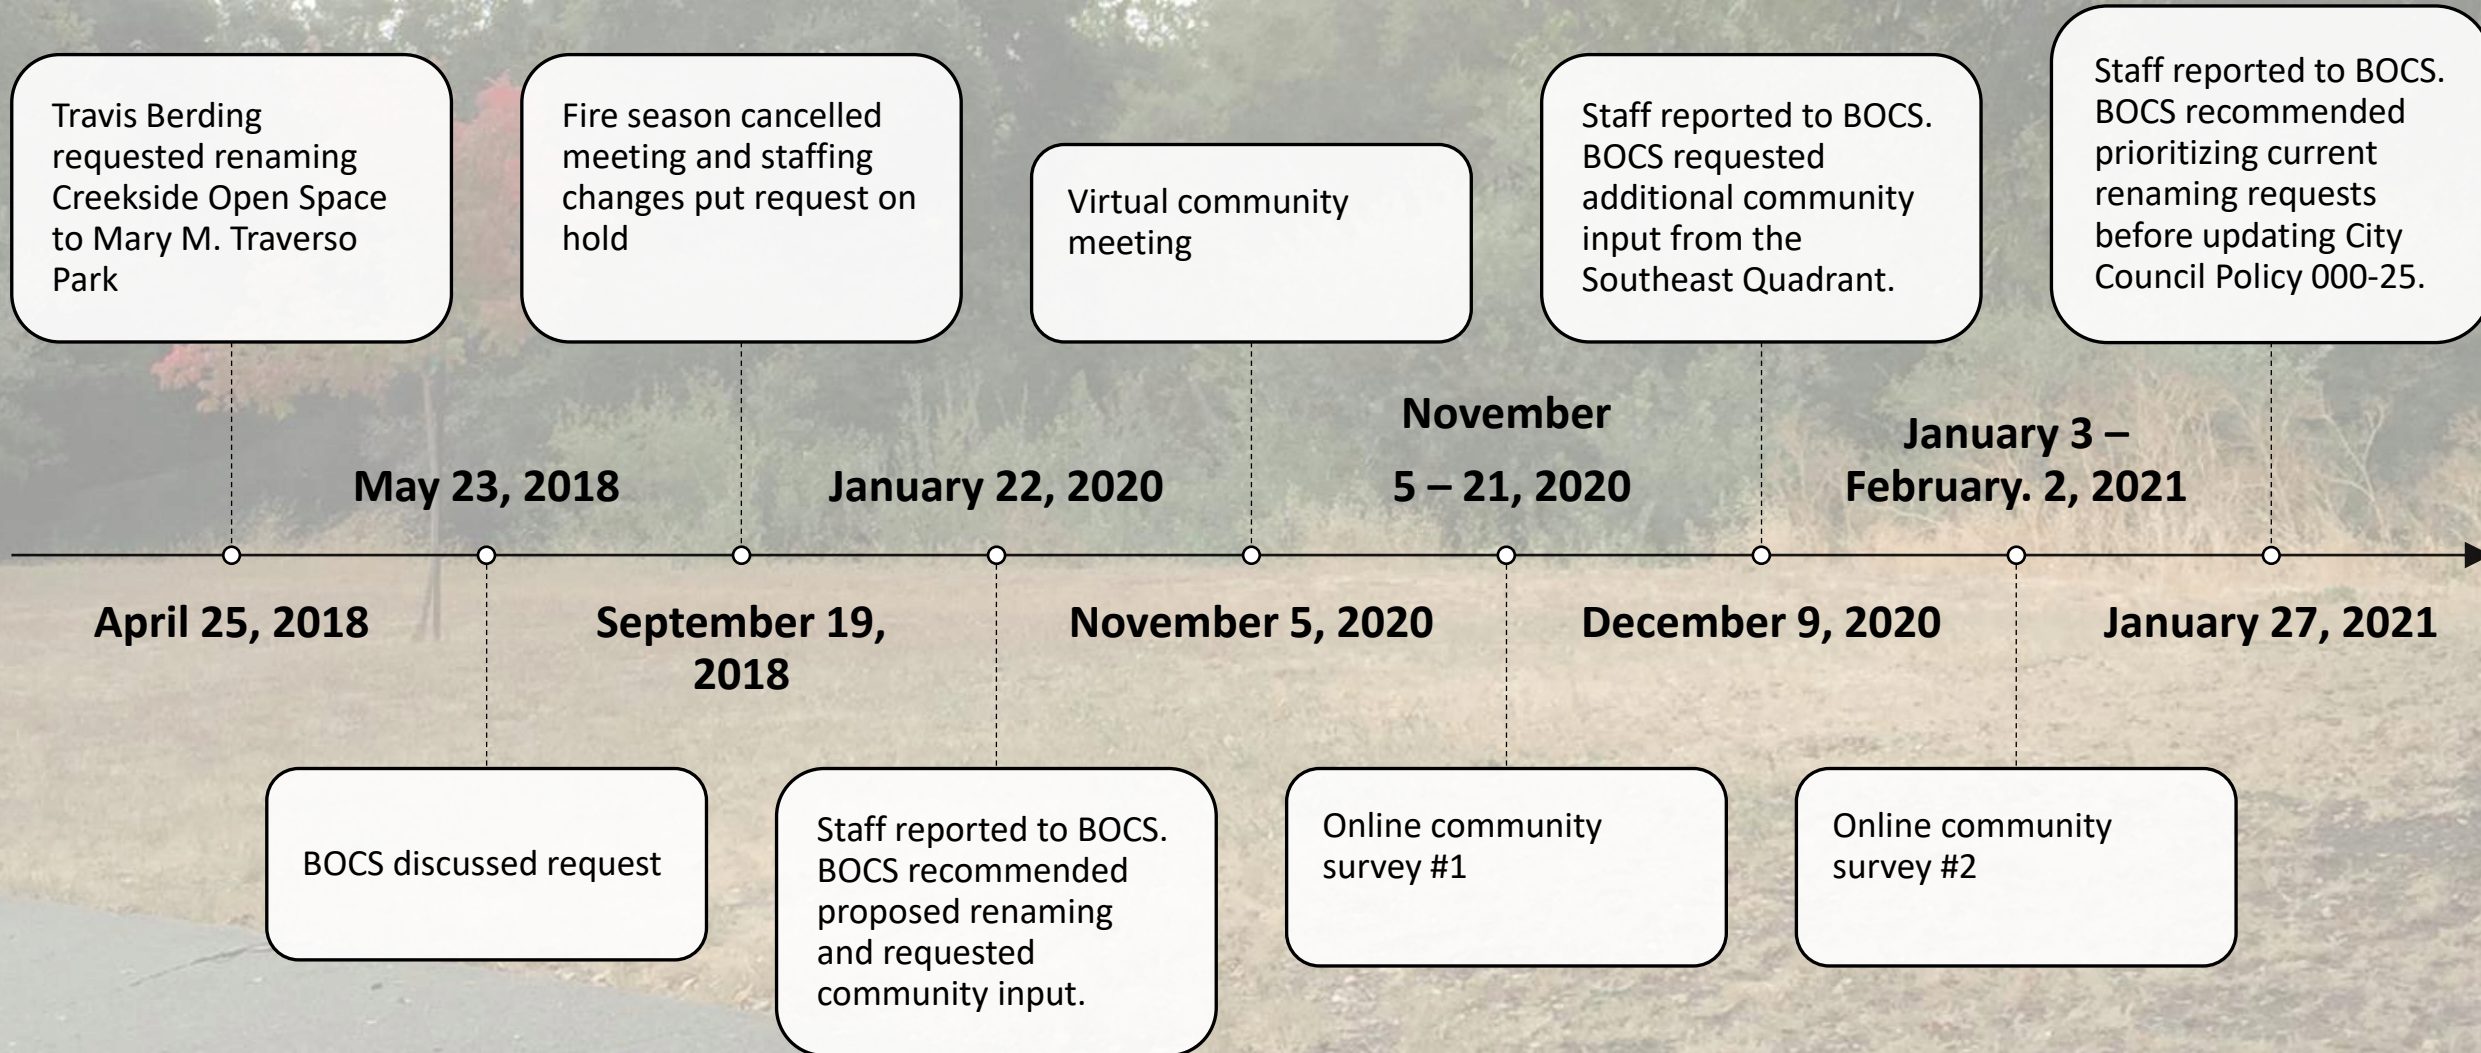 Travis Berding
requested renaming
Creekside Open Space
to Mary M. Traverso
Park
April 25, 2018
May 23, 2018
BOCS discussed request
Fire season cancelled
meeting and staffing
changes put request on
hold
September 19,
2018
January 22, 2020
Staff reported to BOCS.
BOCS recommended
proposed renaming
and requested
community input.
Virtual community
meeting
November 5, 2020
November
5 – 21, 2020
Online community
survey #1
Staff reported to BOCS.
BOCS requested
additional community
input from the
Southeast Quadrant.
December 9, 2020
January 3 –
February. 2, 2021
Online community
survey #2
Staff reported to BOCS.
BOCS recommended
prioritizing current
renaming requests
before updating City
Council Policy 000-25.
January 27, 2021